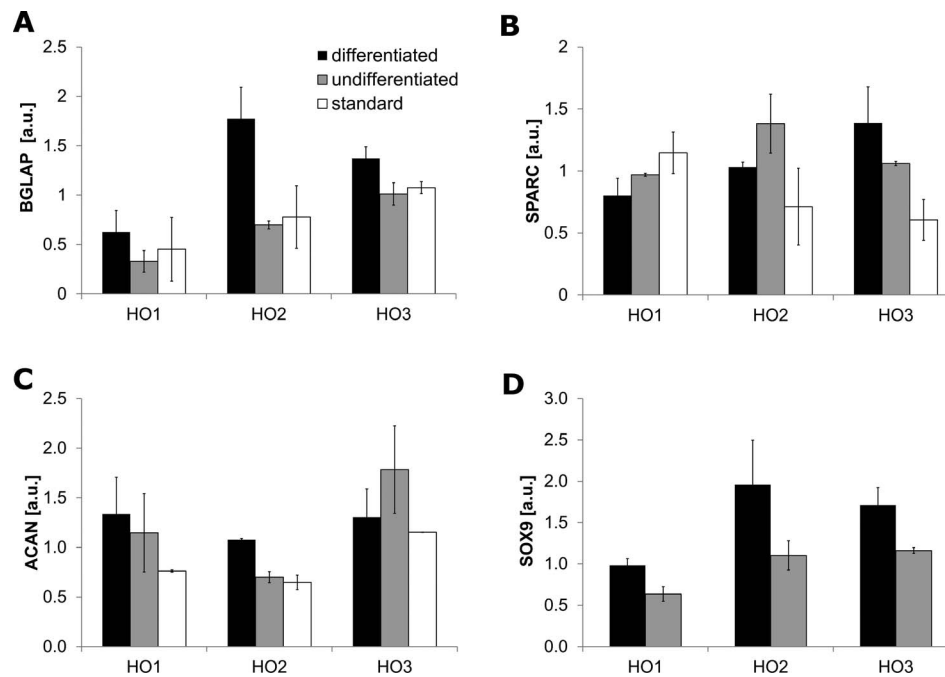 A
BGLAP [a.u.]
2.5
2
1.5
1
0.5
0
differentiated
undifferentiated
standard
HO1 HO2 HO3
B
SPARC [a.u.]
2
1.5
1
0.5
0
HO1 HO2 HO3
C
ACAN [a.u.]
2.5
2.0
1.5
1.0
0.5
0.0
HO1 HO2 HO3
D
SOX9 [a.u.]
3.0
2.5
2.0
1.5
1.0
0.5
0.0
HO1 HO2 HO3